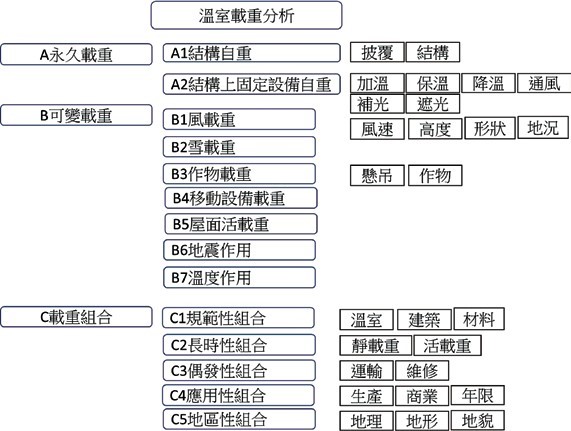 溫室載重分析
A永久載重 A1結構自重 披覆 結構
A2結構上固定設備自重 加溫 保溫 降溫 通風
補光 遮光
B可變載重 B1風載重 風速 高度 形狀 地況
B2雪載重
B3作物載重 懸吊 作物
B4移動設備載重
B5屋面活載重
B6地震作用
B7溫度作用
C載重組合 C1規範性組合 溫室 建築 材料
C2長時性組合 靜載重 活載重
C3偶發性組合 運輸 維修
C4應用性組合 生產 商業 年限
C5地區性組合 地理 地形 地貌